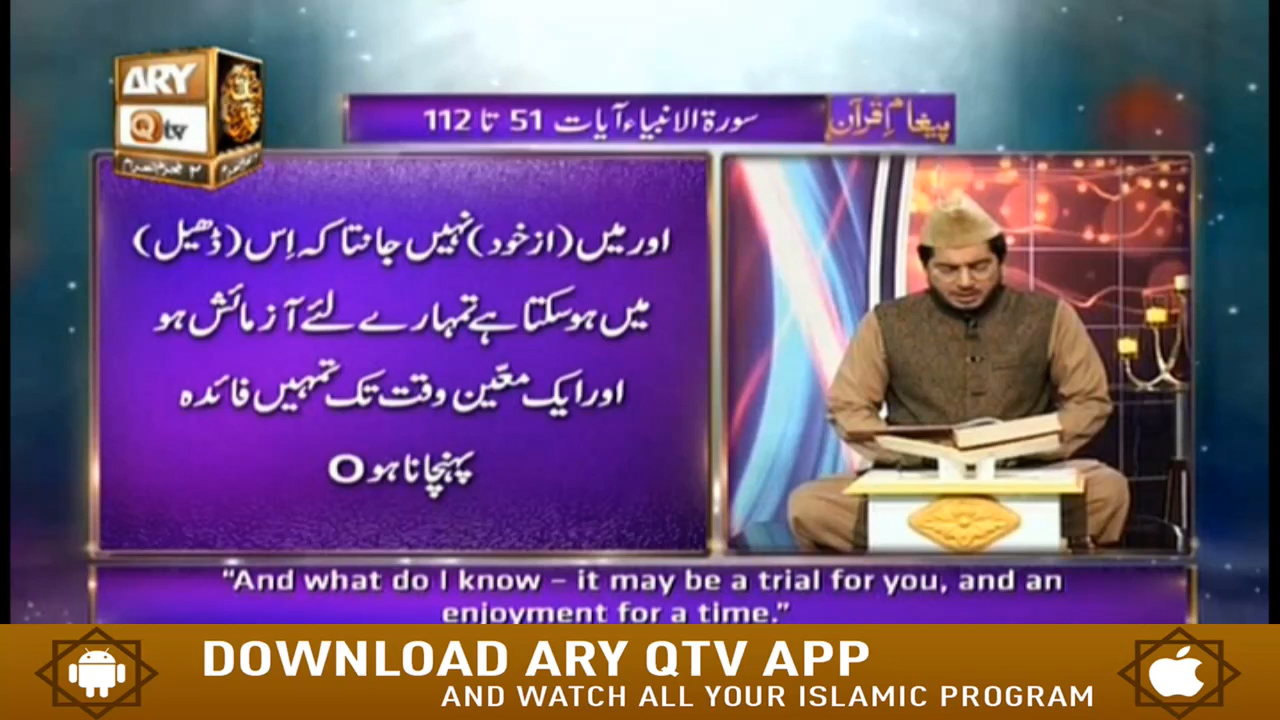 ARY
Qtv
سورۃ الانبیاء آیات 51 تا 112
پیغامِ قرآن
اور میں (از خود) نہیں جانتا کہ اِس (ڈھیل)
میں ہوسکتا ہے تمہارے لئے آزمائش ہو
اور ایک معیّن وقت تک تمہیں فائدہ
پہنچانا ہو O
“And what do I know – it may be a trial for you, and an
enjoyment for a time.”
DOWNLOAD ARY QTV APP
AND WATCH ALL YOUR ISLAMIC PROGRAM